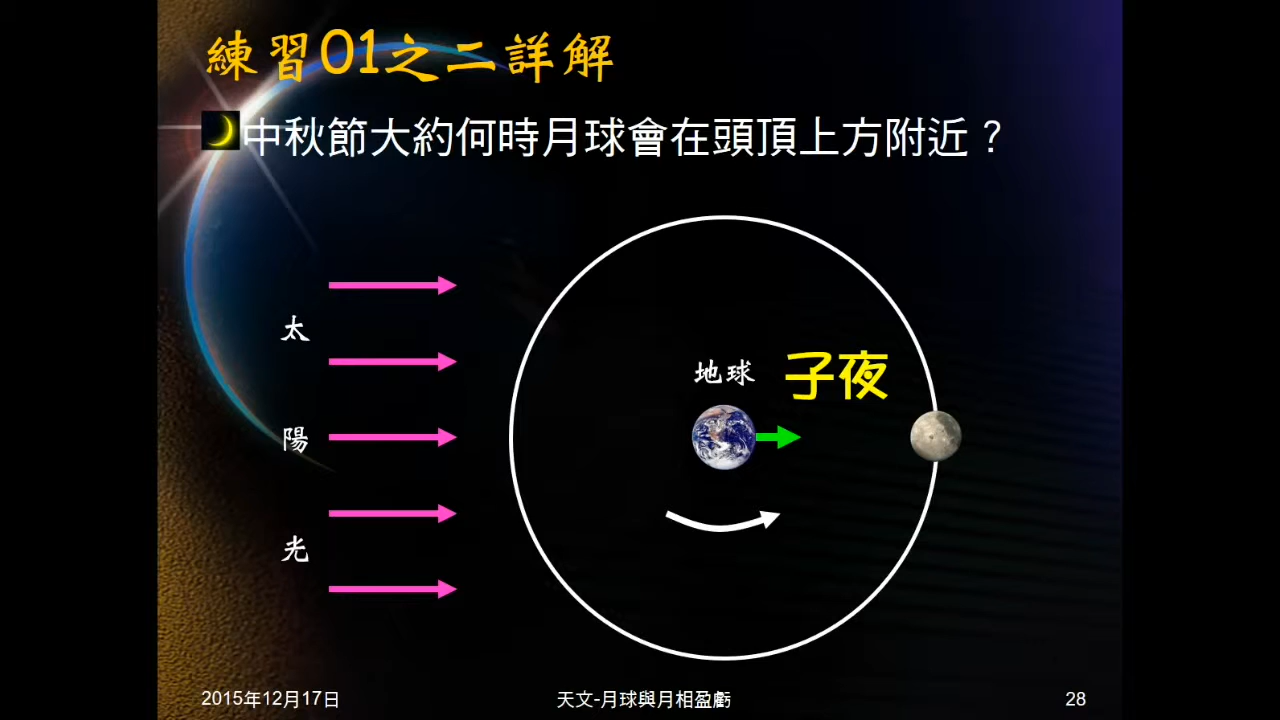 練習01之二詳解
中秋節大約何時月球會在頭頂上方附近？
太
陽
光
地球
子夜
2015年12月17日
天文-月球與月相盈虧
28